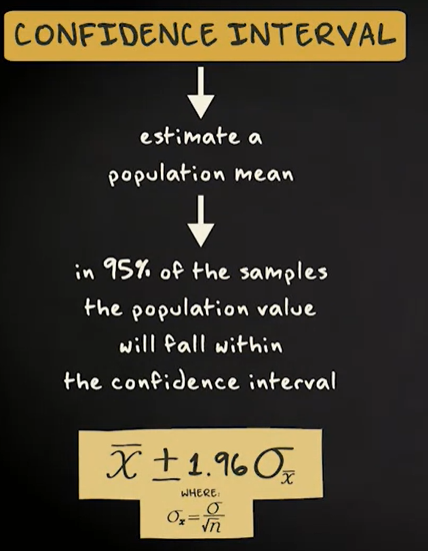 CONFIDENCE INTERVAL
estimate a
population mean
in 95% of the samples
the population value
will fall within
the confidence interval
x̄ ± 1.96 σx̄
WHERE:
σx = σ/√n